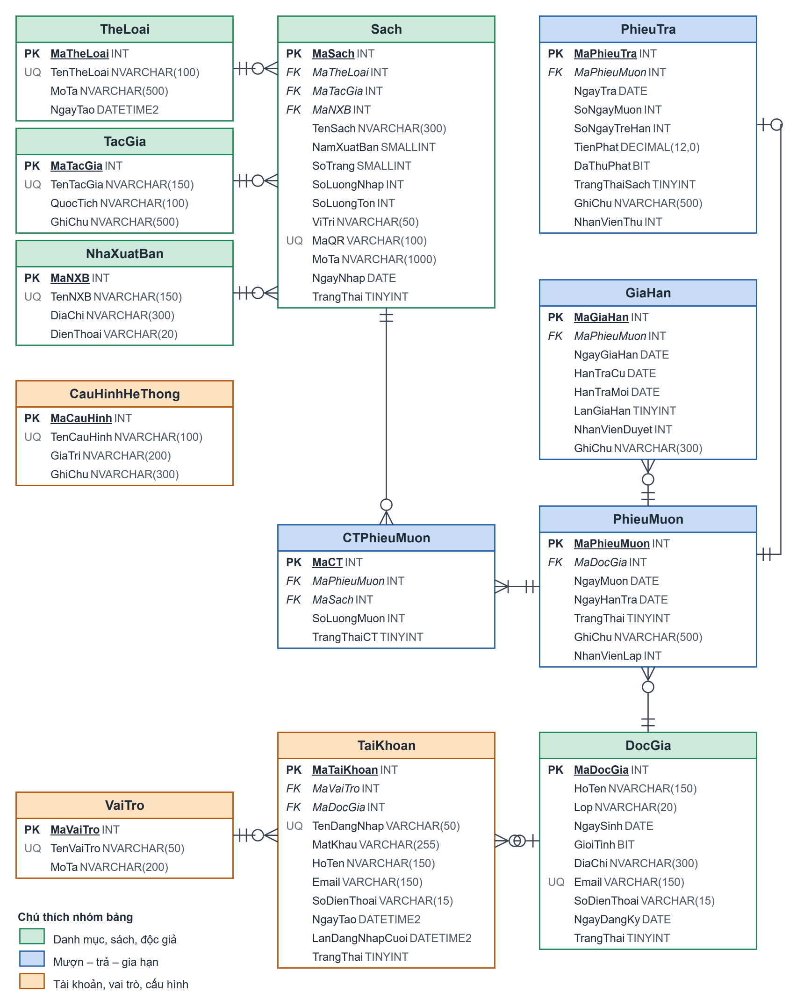 TheLoai
PK MaTheLoai INT
UQ TenTheLoai NVARCHAR(100)
MoTa NVARCHAR(500)
NgayTao DATETIME2
TacGia
PK MaTacGia INT
UQ TenTacGia NVARCHAR(150)
QuocTich NVARCHAR(100)
GhiChu NVARCHAR(500)
NhaXuatBan
PK MaNXB INT
UQ TenNXB NVARCHAR(150)
DiaChi NVARCHAR(300)
DienThoai VARCHAR(20)
CauHinhHeThong
PK MaCauHinh INT
UQ TenCauHinh NVARCHAR(100)
GiaTri NVARCHAR(200)
GhiChu NVARCHAR(300)
Sach
PK MaSach INT
FK MaTheLoai INT
FK MaTacGia INT
FK MaNXB INT
TenSach NVARCHAR(300)
NamXuatBan SMALLINT
SoTrang SMALLINT
SoLuongNhap INT
SoLuongTon INT
ViTri NVARCHAR(50)
UQ MaQR VARCHAR(100)
MoTa NVARCHAR(1000)
NgayNhap DATE
TrangThai TINYINT
PhieuTra
PK MaPhieuTra INT
FK MaPhieuMuon INT
NgayTra DATE
SoNgayMuon INT
SoNgayTreHan INT
TienPhat DECIMAL(12,0)
DaThuPhat BIT
TrangThaiSach TINYINT
GhiChu NVARCHAR(500)
NhanVienThu INT
GiaHan
PK MaGiaHan INT
FK MaPhieuMuon INT
NgayGiaHan DATE
HanTraCu DATE
HanTraMoi DATE
LanGiaHan TINYINT
NhanVienDuyet INT
GhiChu NVARCHAR(300)
CTPhieuMuon
PK MaCT INT
FK MaPhieuMuon INT
FK MaSach INT
SoLuongMuon INT
TrangThaiCT TINYINT
PhieuMuon
PK MaPhieuMuon INT
FK MaDocGia INT
NgayMuon DATE
NgayHanTra DATE
TrangThai TINYINT
GhiChu NVARCHAR(500)
NhanVienLap INT
VaiTro
PK MaVaiTro INT
UQ TenVaiTro NVARCHAR(50)
MoTa NVARCHAR(200)
TaiKhoan
PK MaTaiKhoan INT
FK MaVaiTro INT
FK MaDocGia INT
UQ TenDangNhap VARCHAR(50)
MatKhau VARCHAR(255)
HoTen NVARCHAR(150)
Email VARCHAR(150)
SoDienThoai VARCHAR(15)
NgayTao DATETIME2
LanDangNhapCuoi DATETIME2
TrangThai TINYINT
DocGia
PK MaDocGia INT
HoTen NVARCHAR(150)
Lop NVARCHAR(20)
NgaySinh DATE
GioiTinh BIT
DiaChi NVARCHAR(300)
UQ Email VARCHAR(150)
SoDienThoai VARCHAR(15)
NgayDangKy DATE
TrangThai TINYINT
Chú thích nhóm bảng
Danh mục, sách, độc giả
Mượn – trả – gia hạn
Tài khoản, vai trò, cấu hình